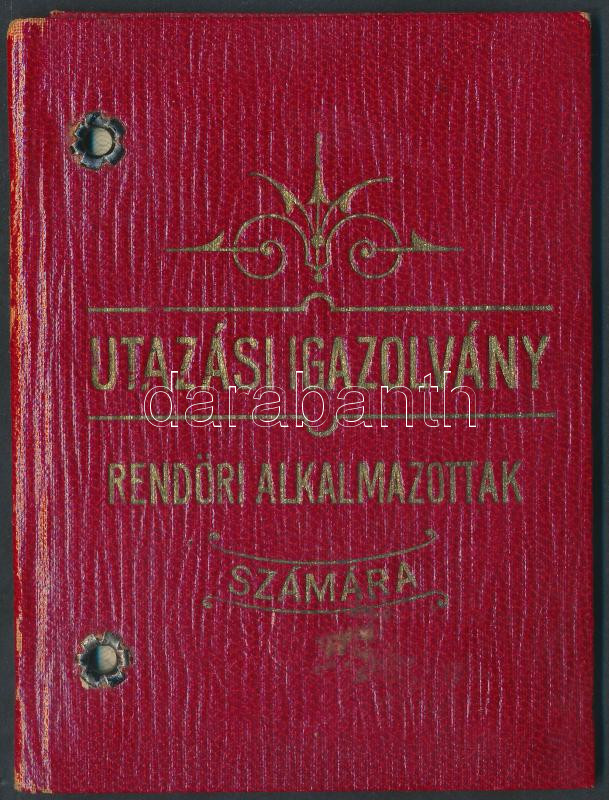 UTAZÁSI IGAZOLVÁNY
darabanth
RENDŐRI ALKALMAZOTTAK
SZÁMÁRA